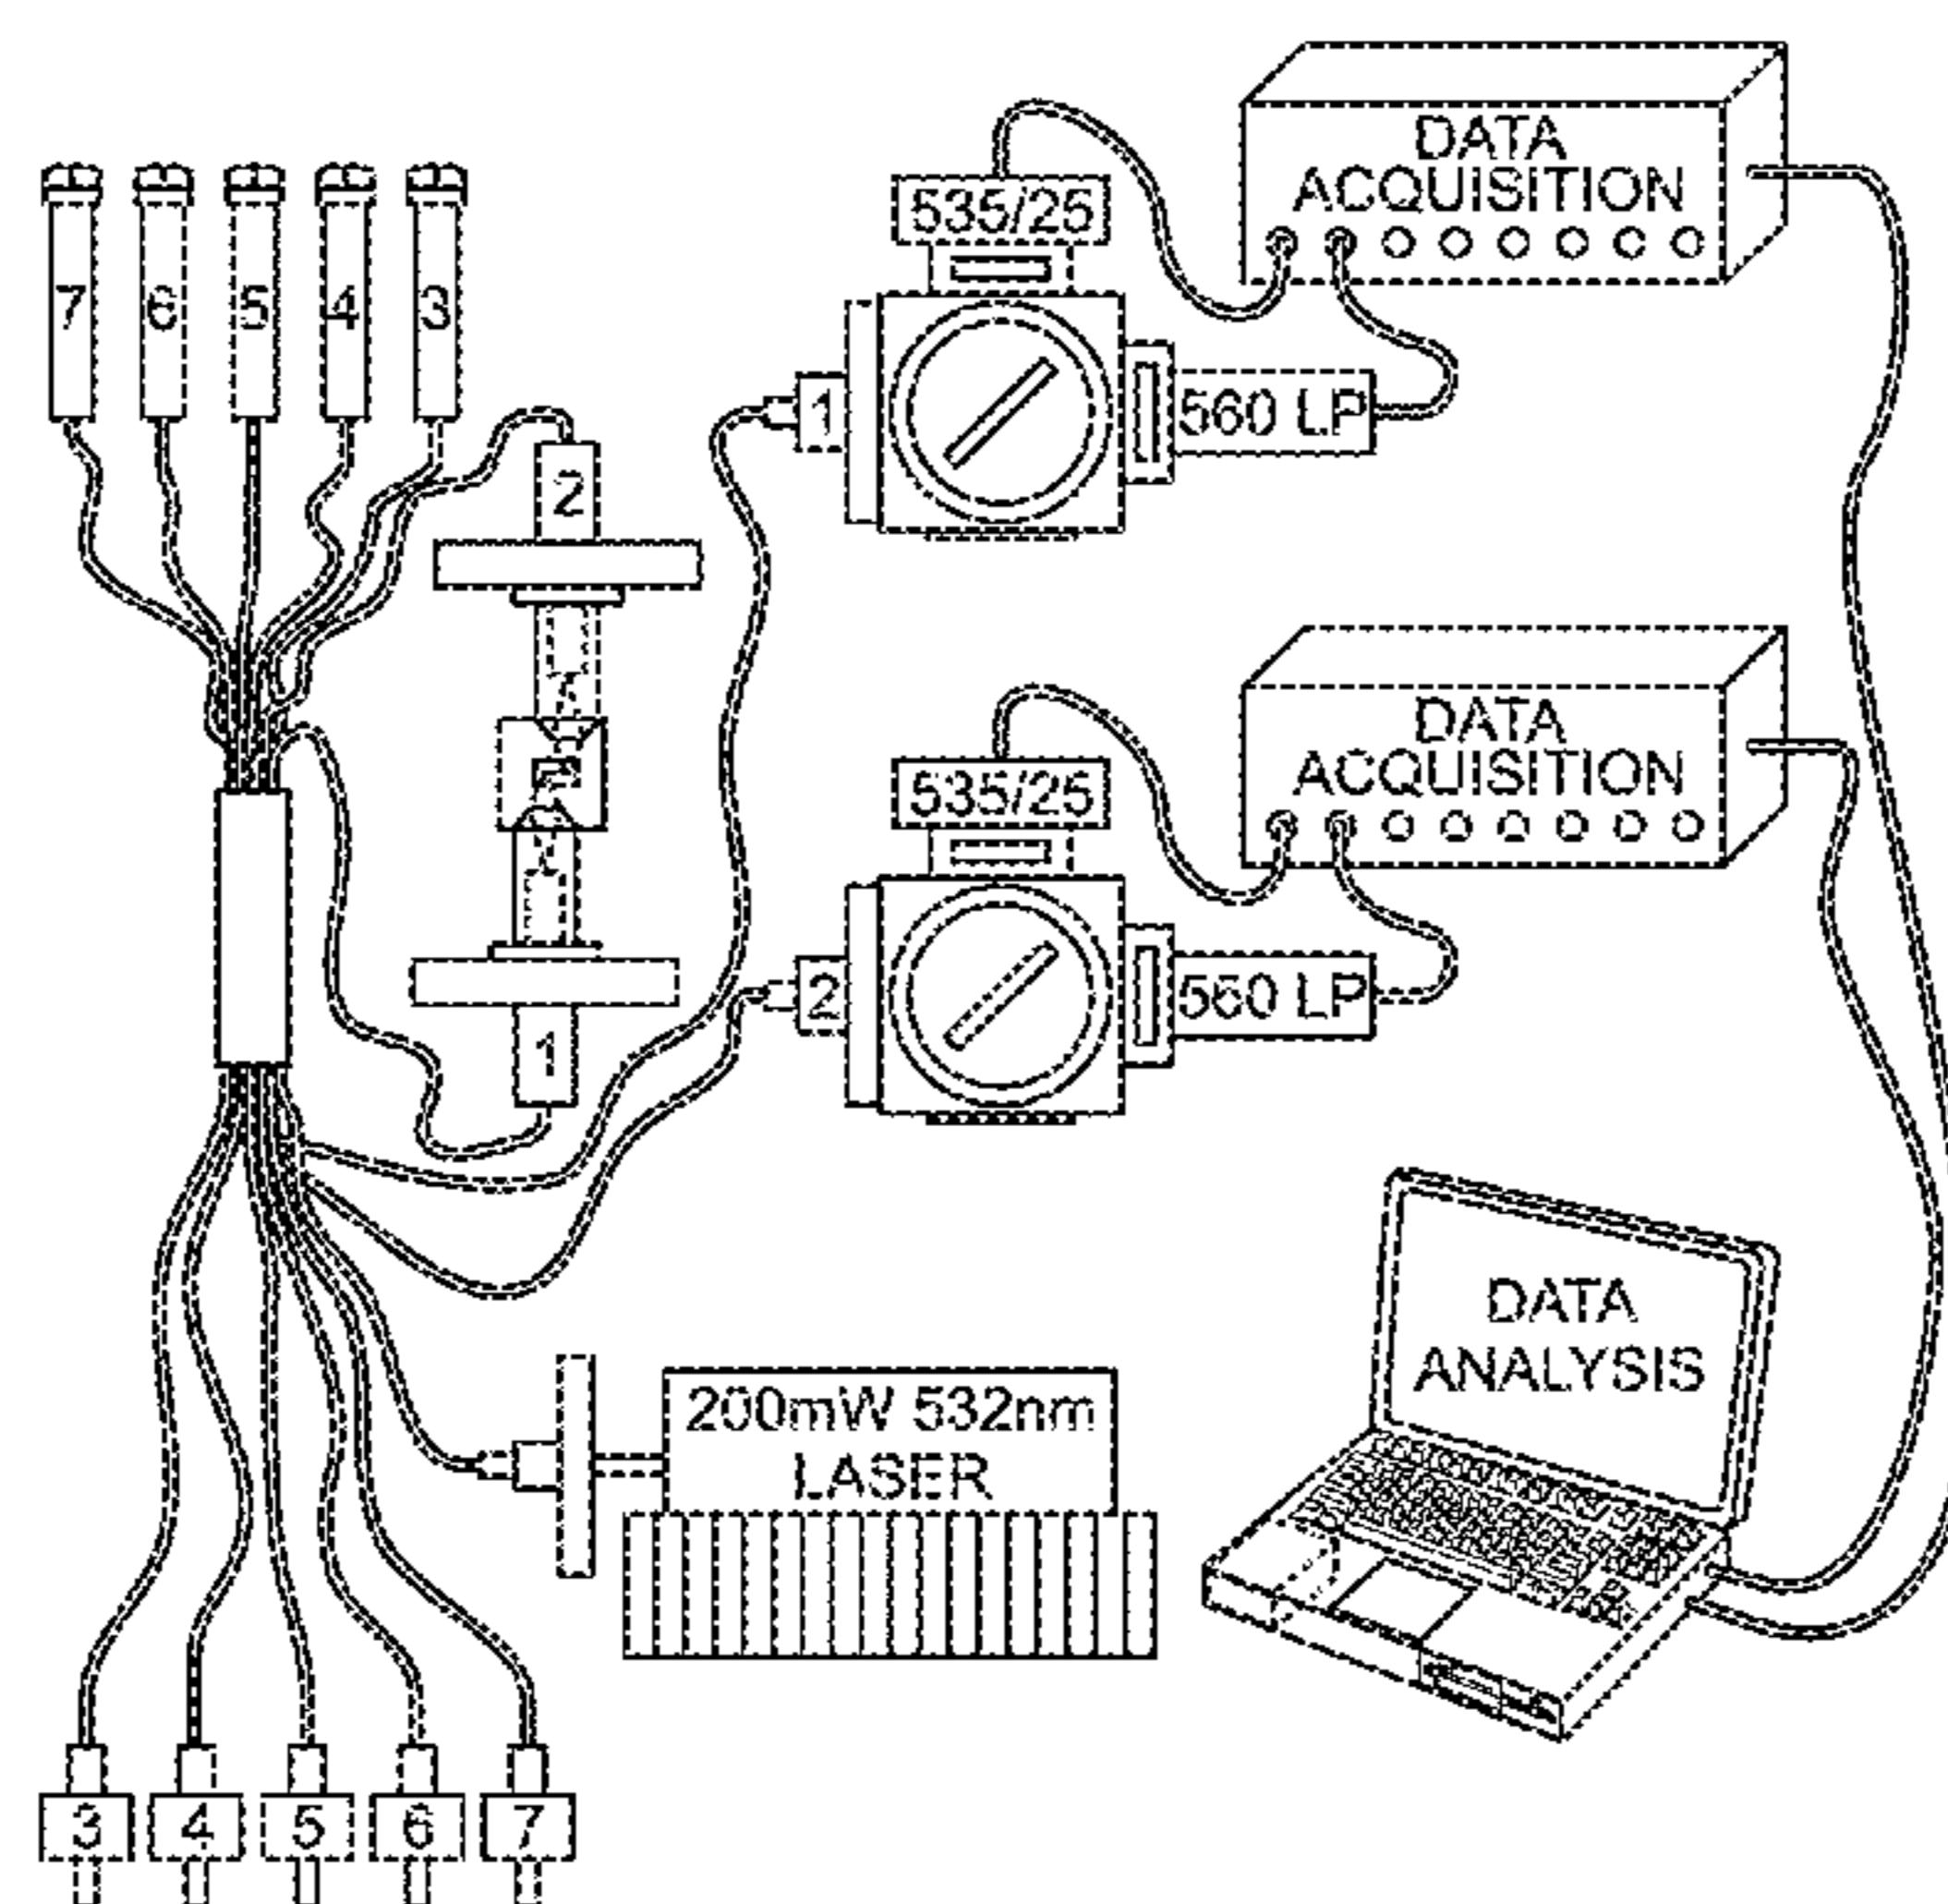 DATA
ACQUISITION
535/25
7
6
5
4
3
1
560 LP
2
DATA
ACQUISITION
535/25
2
560 LP
1
DATA
ANALYSIS
200mW 532nm
LASER
3
4
5
6
7